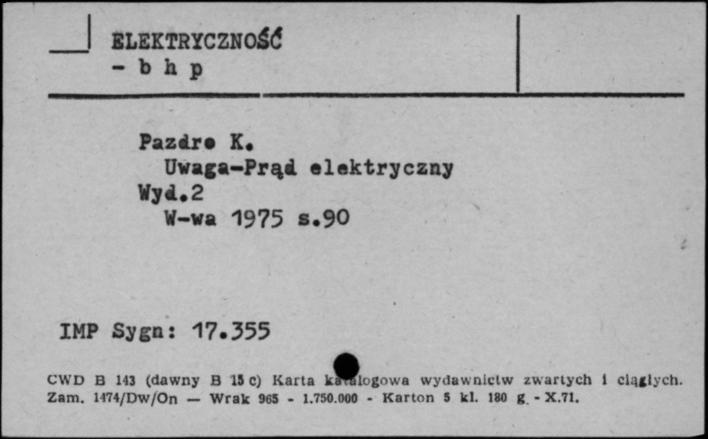 ELEKTRYCZNOŚĆ
- b h p
Pazdro K.
Uwaga-Prąd elektryczny
Wyd.2
W-wa 1975 s.90
IMP Sygn: 17.355
CWD B 143 (dawny B 15 c) Karta katalogowa wydawnictw zwartych i ciągłych.
Zam. 1474/Dw/On — Wrak 965 - 1.750.000 - Karton 5 kl. 180 g. - X.71.